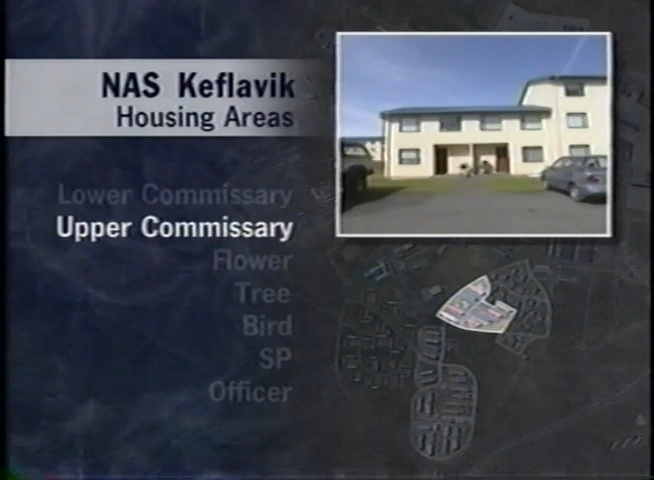 NAS Keflavik
Housing Areas
Lower Commissary
Upper Commissary
Flower
Tree
Bird
SP
Officer